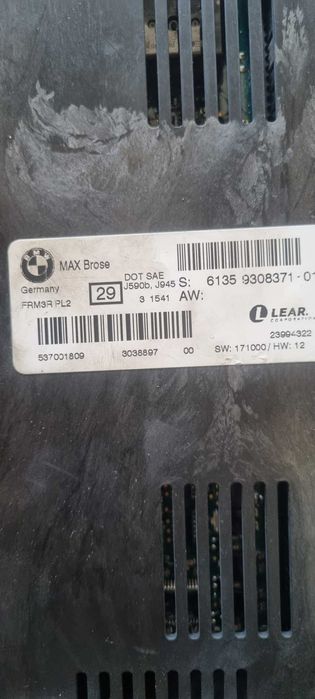 BMW
MAX Brose
Germany
DOT SAE
J590b, J945
S: 6135 9308371-01
FRM3R PL2
29
3 1541
AW:
LEAR.
CORPORATION
23994322
537001809
3038897
00
SW: 171000 / HW: 12